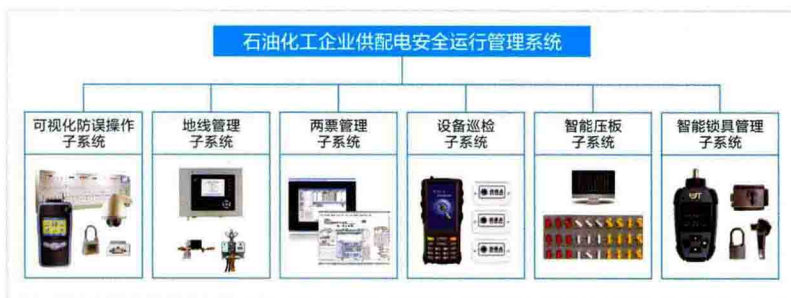 石油化工企业供配电安全运行管理系统
可视化防误操作
子系统
地线管理
子系统
两票管理
子系统
设备巡检
子系统
智能压板
子系统
智能锁具管理
子系统